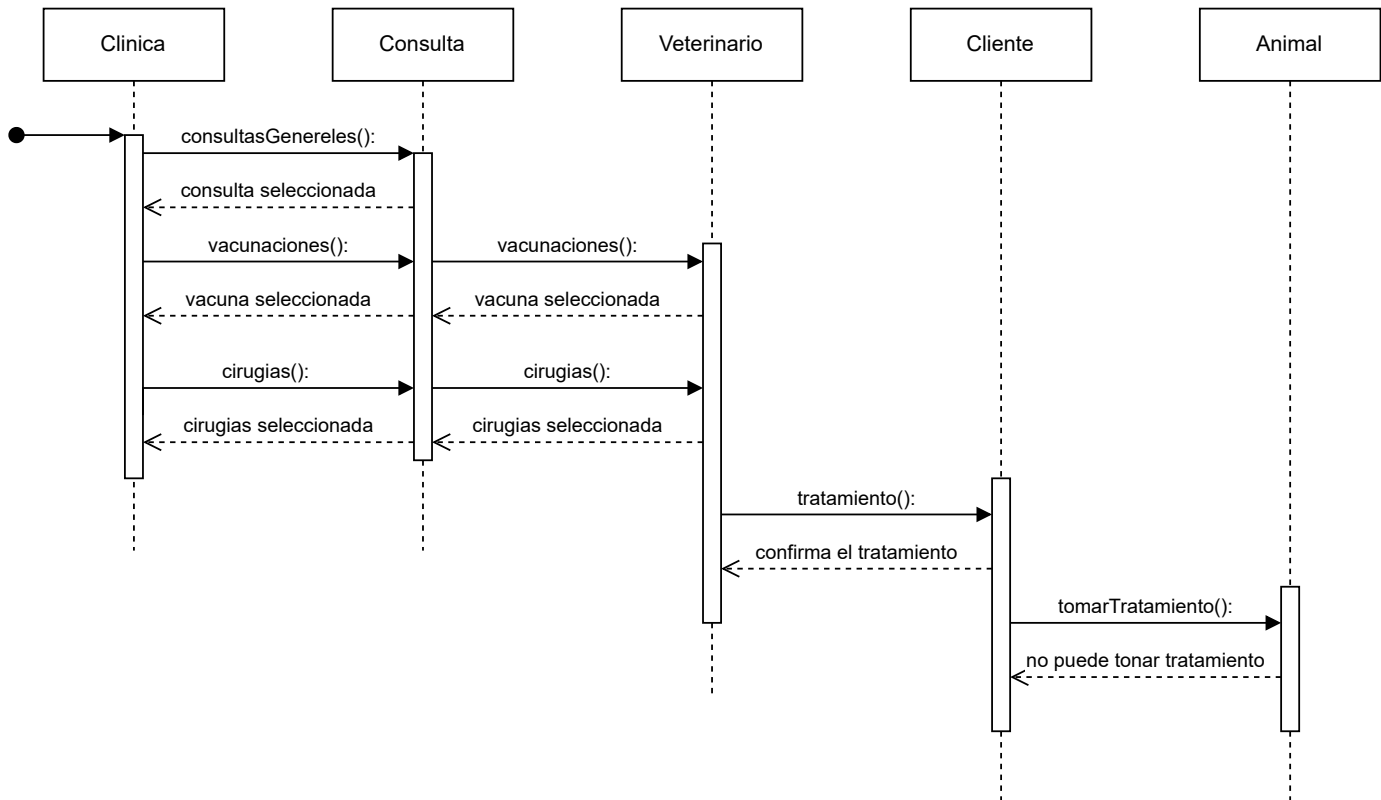 Clinica
Consulta
Veterinario
Cliente
Animal
consultasGenereles():
consulta seleccionada
vacunaciones():
vacunaciones():
vacuna seleccionada
vacuna seleccionada
cirugias():
cirugias():
cirugias seleccionada
cirugias seleccionada
tratamiento():
confirma el tratamiento
tomarTratamiento():
no puede tonar tratamiento